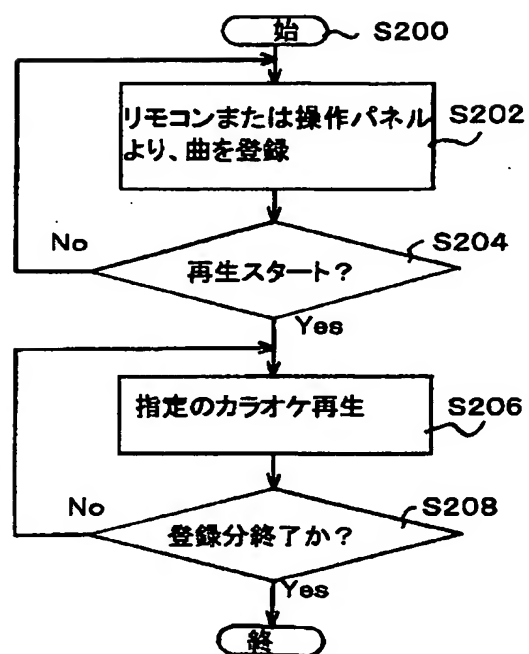 始
S200
リモコンまたは操作パネル
より、曲を登録
S202
No
再生スタート?
S204
Yes
指定のカラオケ再生
S206
No
登録分終了か?
S208
Yes
終